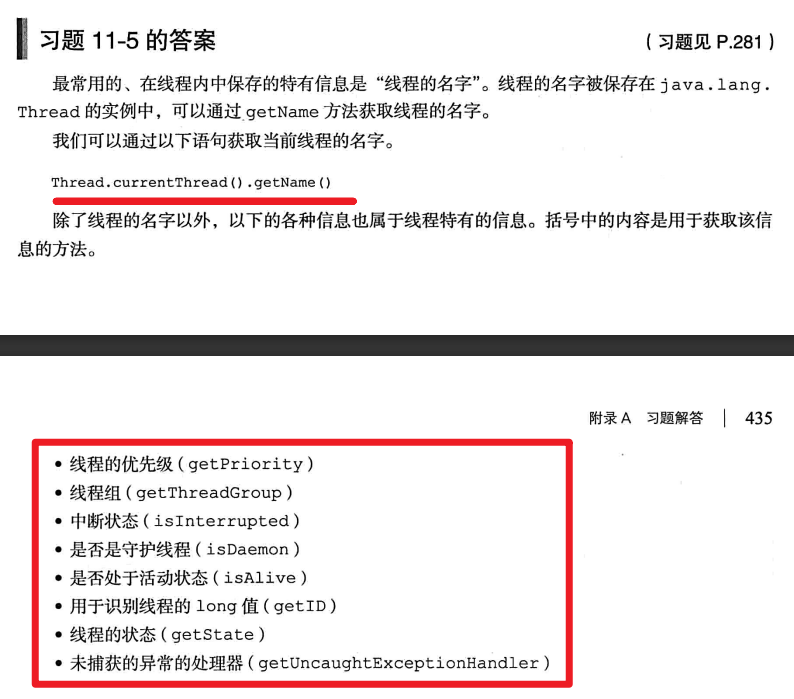 习题 11-5 的答案
(习题见 P.281)
最常用的、在线程内中保存的特有信息是“线程的名字”。线程的名字被保存在 java.lang.
Thread 的实例中，可以通过 getName 方法获取线程的名字。
我们可以通过以下语句获取当前线程的名字。
Thread.currentThread().getName()
除了线程的名字以外，以下的各种信息也属于线程特有的信息。括号中的内容是用于获取该信
息的方法。
附录 A 习题解答 | 435
• 线程的优先级(getPriority)
• 线程组(getThreadGroup)
• 中断状态(isInterrupted)
• 是否是守护线程(isDaemon)
• 是否处于活动状态(isAlive)
• 用于识别线程的 long 值(getID)
• 线程的状态(getState)
• 未捕获的异常的处理器(getUncaughtExceptionHandler)